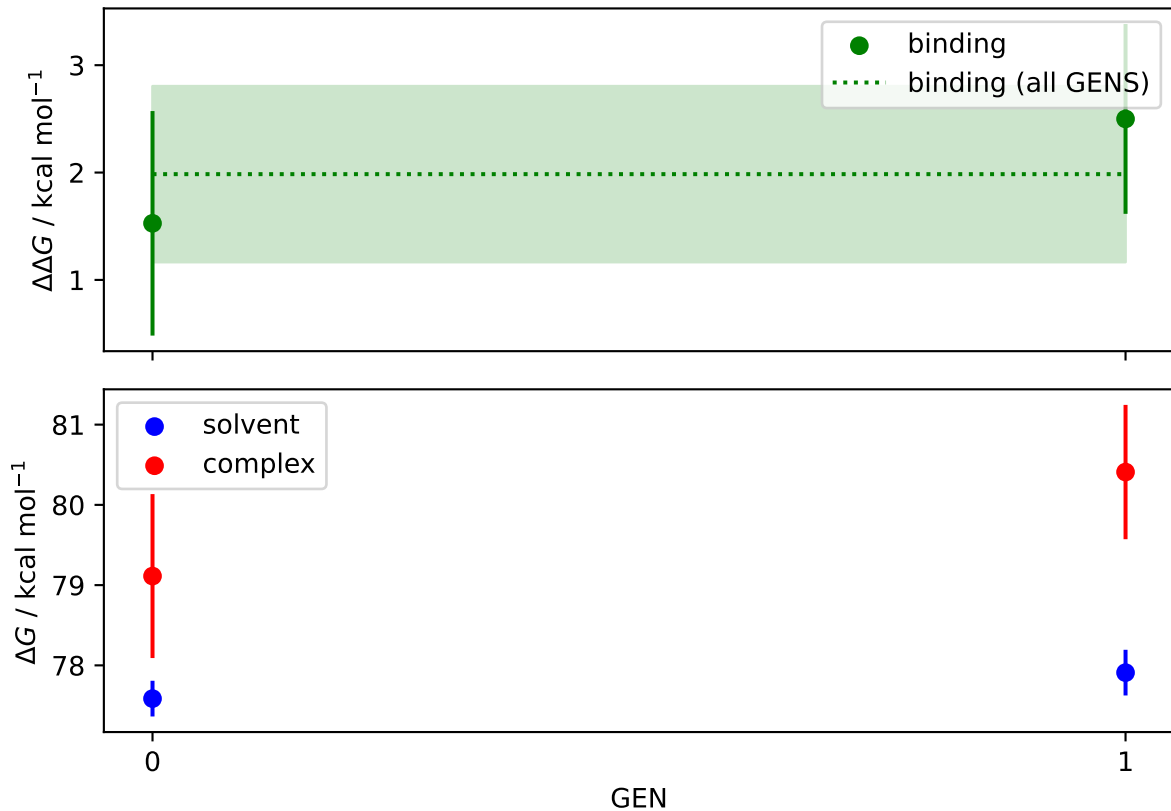 binding
binding (all GENS)
3
2
1
ΔΔG / kcal mol⁻¹
solvent
complex
81
80
79
78
ΔG / kcal mol⁻¹
0
1
GEN